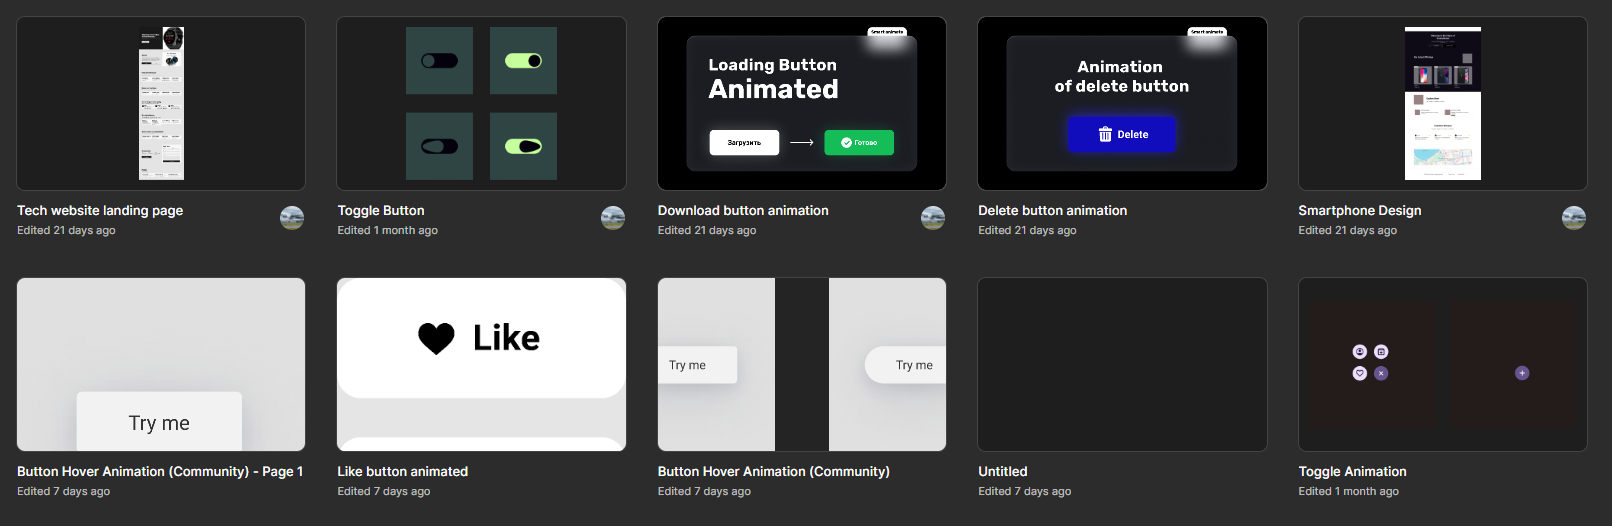 Smart animate
Loading Button
Animated
Загрузить
Готово
Smart animate
Animation
of delete button
Delete
Tech website landing page
Edited 21 days ago
Toggle Button
Edited 1 month ago
Download button animation
Edited 21 days ago
Delete button animation
Edited 21 days ago
Smartphone Design
Edited 21 days ago
Try me
Like
Try me
Try me
Button Hover Animation (Community) - Page 1
Edited 7 days ago
Like button animated
Edited 7 days ago
Button Hover Animation (Community)
Edited 7 days ago
Untitled
Edited 7 days ago
Toggle Animation
Edited 1 month ago